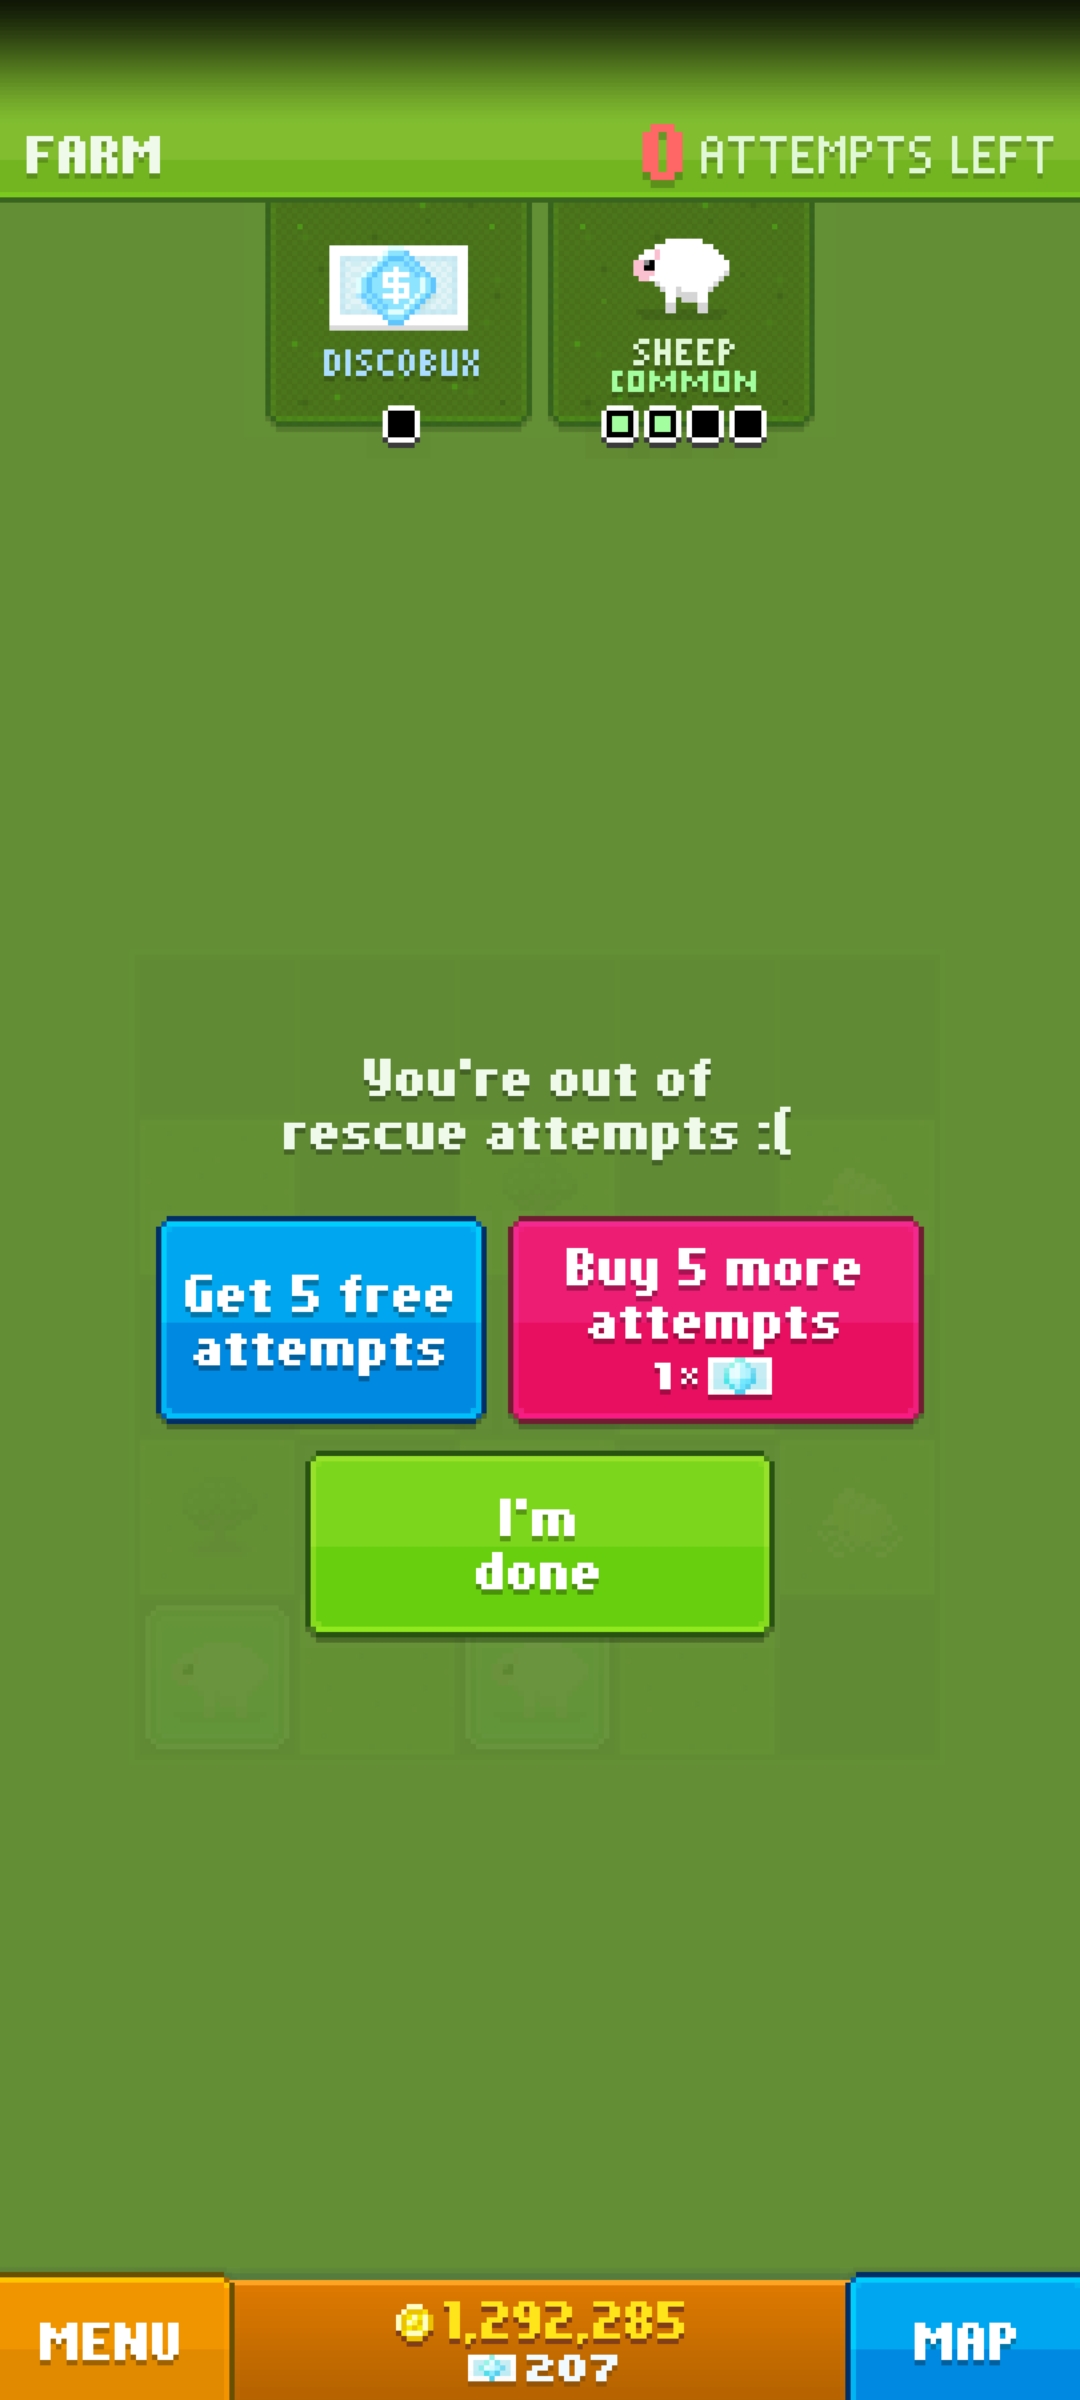 FARM
0 ATTEMPTS LEFT
$
DISCOBUX
SHEEP
COMMON
You're out of
rescue attempts :(
Get 5 free
attempts
Buy 5 more
attempts
1×
I'm
done
MENU
1,292,285
207
MAP